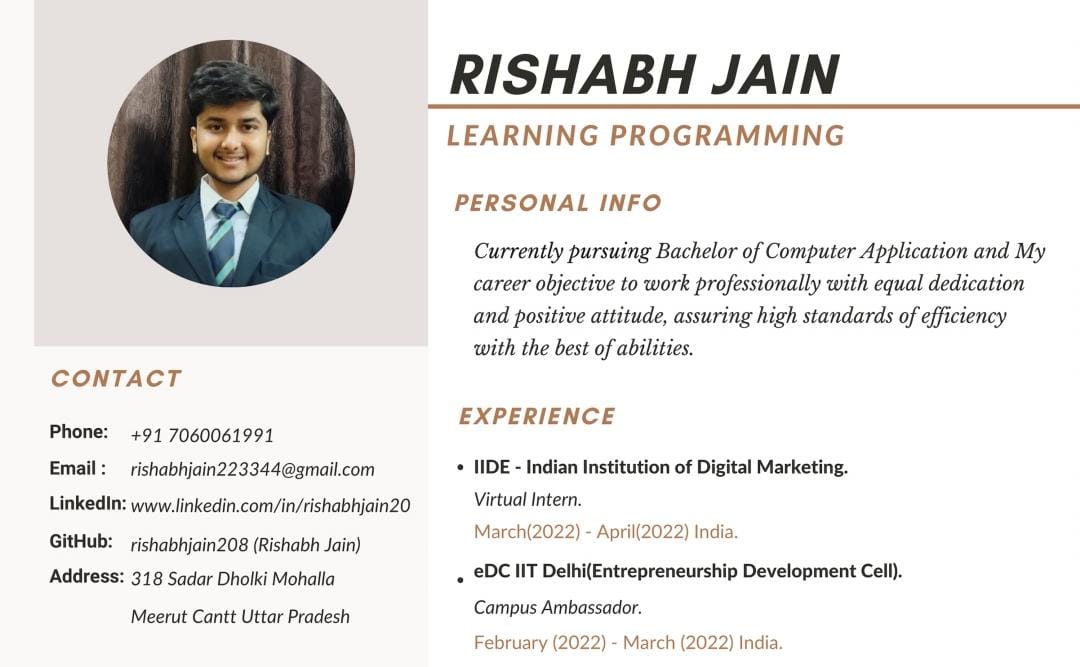 RISHABH JAIN
LEARNING PROGRAMMING
PERSONAL INFO
Currently pursuing Bachelor of Computer Application and My
career objective to work professionally with equal dedication
and positive attitude, assuring high standards of efficiency
with the best of abilities.
CONTACT
Phone: +91 7060061991
Email : rishabhjain223344@gmail.com
LinkedIn: www.linkedin.com/in/rishabhjain20
GitHub: rishabhjain208 (Rishabh Jain)
Address: 318 Sadar Dholki Mohalla
Meerut Cantt Uttar Pradesh
EXPERIENCE
• IIDE - Indian Institution of Digital Marketing.
Virtual Intern.
March(2022) - April(2022) India.
• eDC IIT Delhi(Entrepreneurship Development Cell).
Campus Ambassador.
February (2022) - March (2022) India.